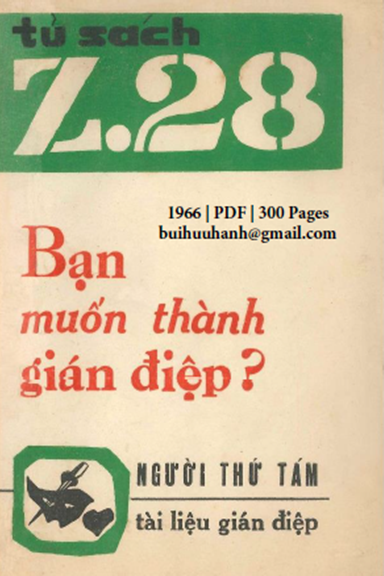 tủ sách
Z.28
1966 | PDF | 300 Pages
buihuuhanh@gmail.com
Bạn
muốn thành
gián điệp?
NGƯỜI THỨ TÁM
tài liệu gián điệp